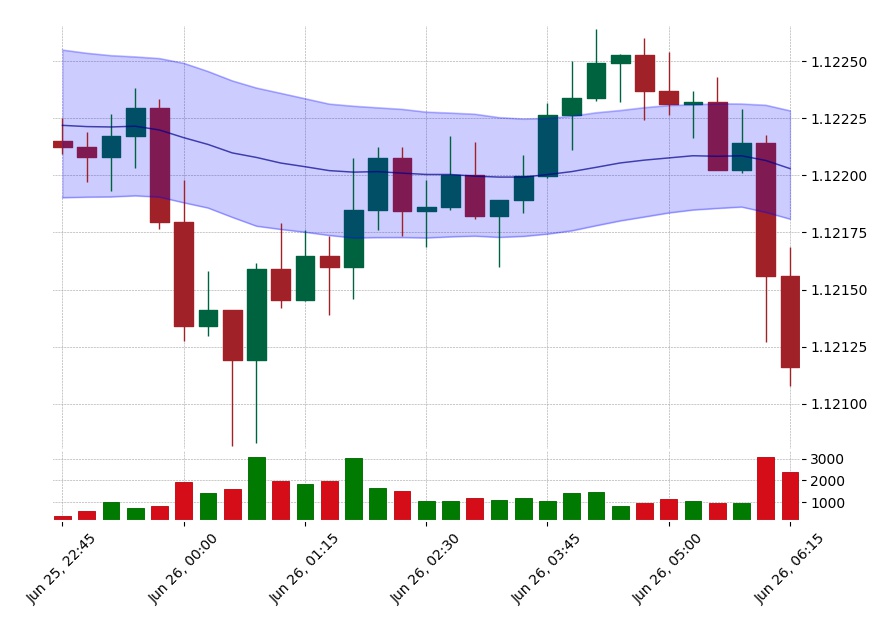 1.12250
1.12225
1.12200
1.12175
1.12150
1.12125
1.12100
3000
2000
1000
Jun 25, 22:45
Jun 26, 00:00
Jun 26, 01:15
Jun 26, 02:30
Jun 26, 03:45
Jun 26, 05:00
Jun 26, 06:15